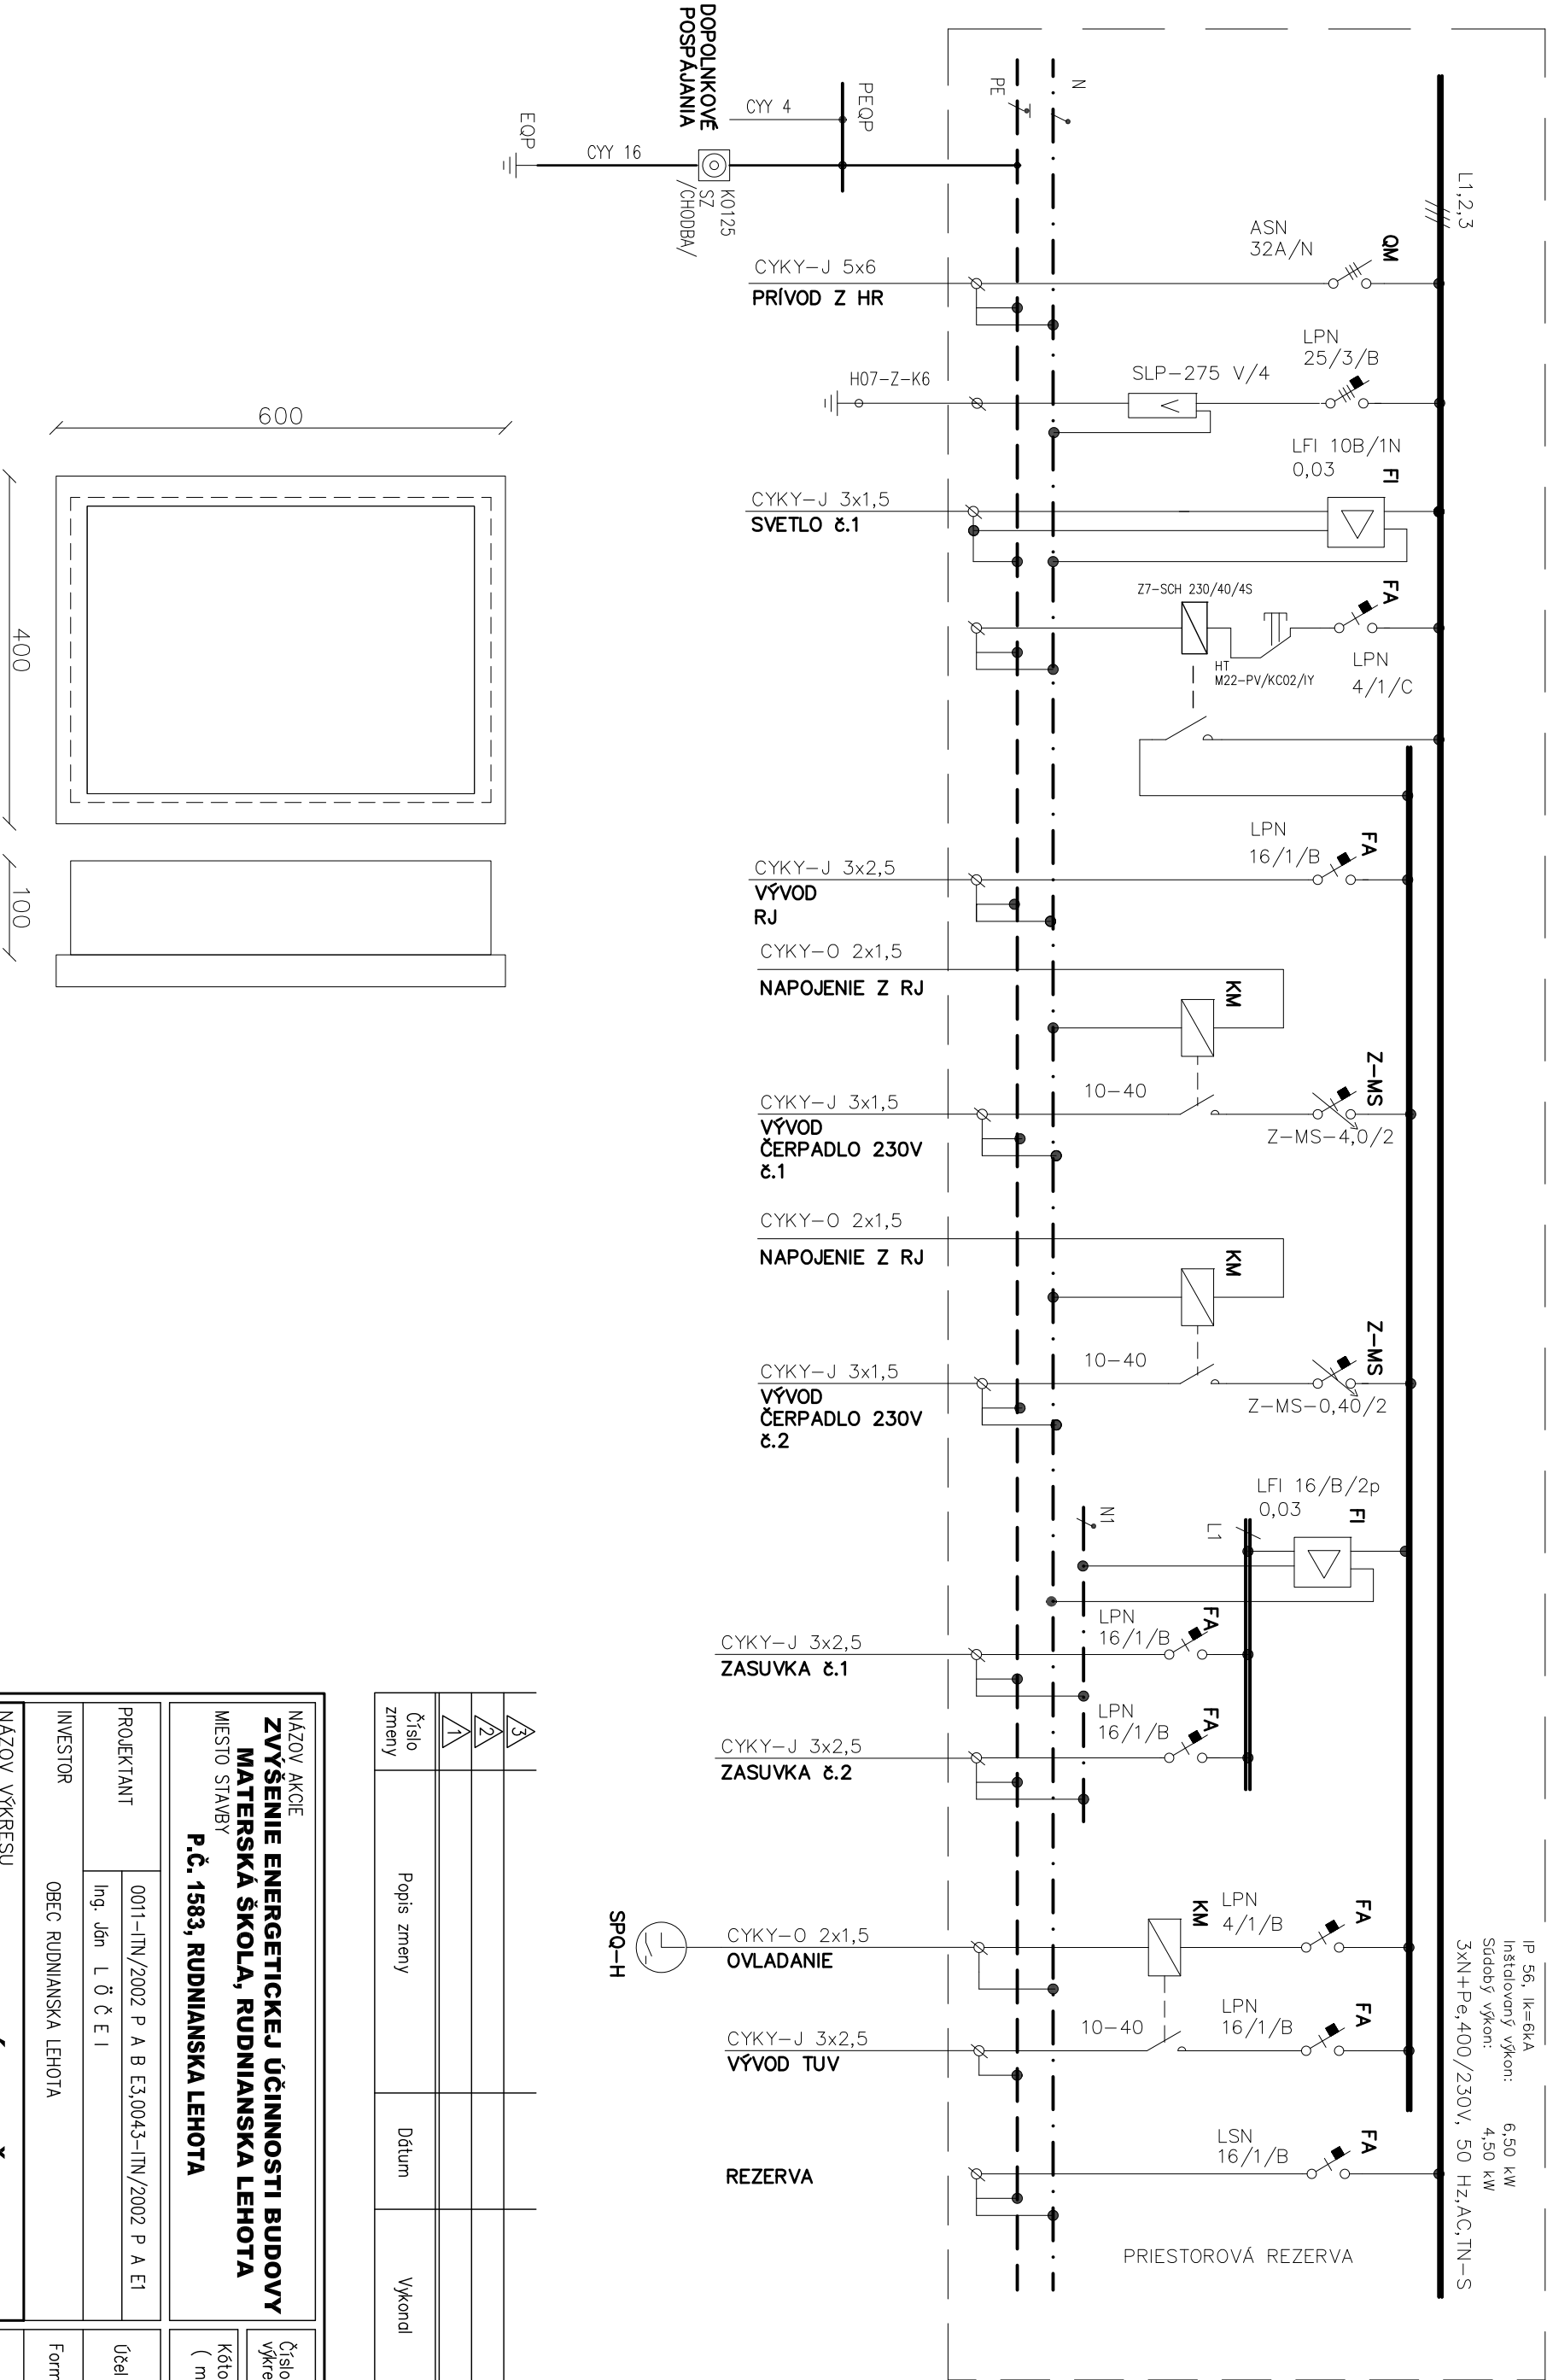 IP 56, Ik=6kA
Inštalovaný výkon: 6,50 kW
Súdobý výkon: 4,50 kW
3xN+Pe,400/230V, 50 Hz,AC,TN-S
L1,2,3
N
PE
PEQP
CYY 4
DOPOLNKOVÉ
POSPÁJANIA
EQP
CYY 16
KO125
SZ
/CHODBA/
QM
ASN
32A/N
CYKY-J 5x6
PRÍVOD Z HR
LPN
25/3/B
SLP-275 V/4
H07-Z-K6
LFI 10B/1N
0,03
FI
CYKY-J 3x1,5
SVETLO č.1
FA
Z7-SCH 230/40/4S
HT
M22-PV/KC02/IY
LPN
4/1/C
FA
LPN
16/1/B
CYKY-J 3x2,5
VÝVOD
RJ
CYKY-O 2x1,5
NAPOJENIE Z RJ
KM
Z-MS
Z-MS-4,0/2
10-40
CYKY-J 3x1,5
VÝVOD
ČERPADLO 230V
č.1
CYKY-O 2x1,5
NAPOJENIE Z RJ
KM
Z-MS
Z-MS-0,40/2
10-40
CYKY-J 3x1,5
VÝVOD
ČERPADLO 230V
č.2
LFI 16/B/2p
0,03
FI
L1
N1
FA
LPN
16/1/B
CYKY-J 3x2,5
ZASUVKA č.1
FA
LPN
16/1/B
CYKY-J 3x2,5
ZASUVKA č.2
FA
LPN
4/1/B
KM
CYKY-O 2x1,5
OVLADANIE
SPQ-H
FA
LPN
16/1/B
10-40
CYKY-J 3x2,5
VÝVOD TUV
FA
LSN
16/1/B
REZERVA
PRIESTOROVÁ REZERVA
600
400
100
3
2
1
Číslo
zmeny
Popis zmeny
Dátum
Vykonal
NÁZOV AKCIE
ZVÝŠENIE ENERGETICKEJ ÚČINNOSTI BUDOVY
MATERSKÁ ŠKOLA, RUDNIANSKA LEHOTA
MIESTO STAVBY
P.Č. 1583, RUDNIANSKA LEHOTA
PROJEKTANT
0011-ITN/2002 P A B E3,0043-ITN/2002 P A E1
Ing. Ján L Ö Č E I
INVESTOR
OBEC RUDNIANSKA LEHOTA
NÁZOV VÝKRESU
Číslo
výkre
Kóto
( m
Účel
Form